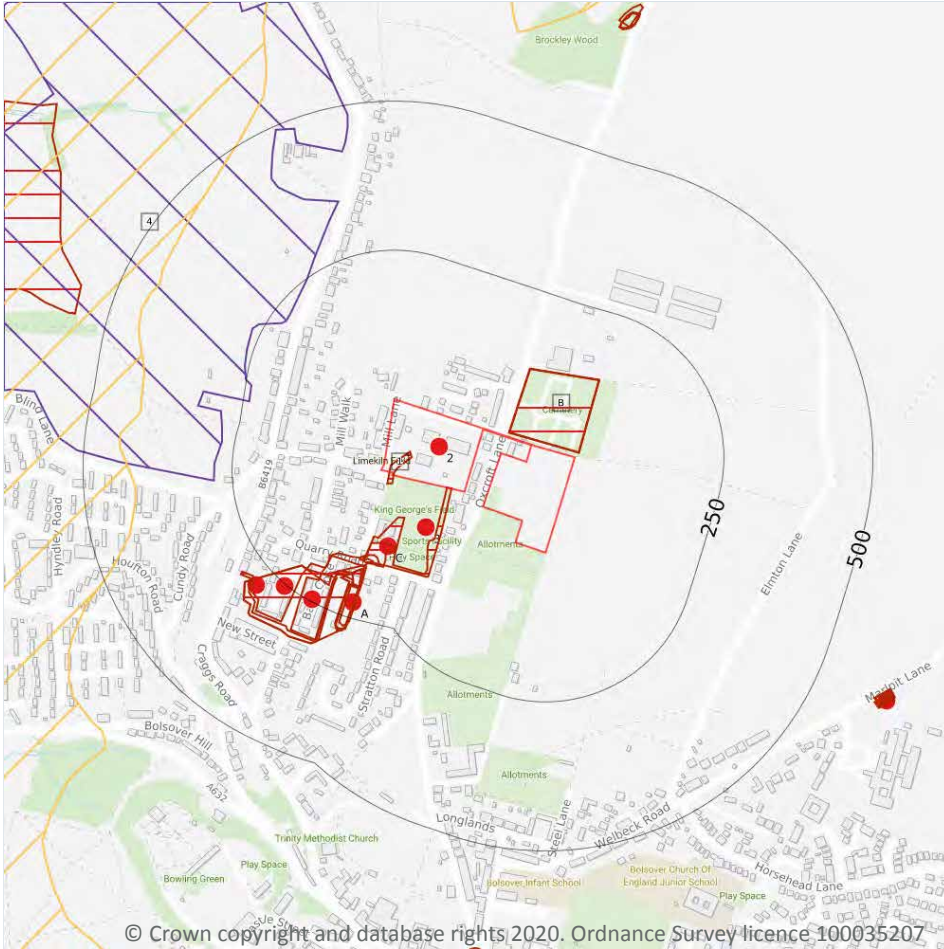 Brockley Wood
4
Blind Lane
Mill Walk
Mill Lane
B
Cemetery
2
Limekiln Field
B6419
Oxcroft Lane
King George's Field
Hyndley Road
Houfton Road
Cundy Road
Sports Facility
Play Space
Allotments
C
250
500
Elmton Lane
A
New Street
Craggs Road
Stratton Road
Marlpit Lane
Allotments
Bolsover Hill
A632
Allotments
Longlands
Steel Lane
Welbeck Road
Trinity Methodist Church
Play Space
Bowling Green
Bolsover Infant School
Bolsover Church Of
England Junior School
Play Space
Horsehead Lane
© Crown copyright and database rights 2020. Ordnance Survey licence 100035207